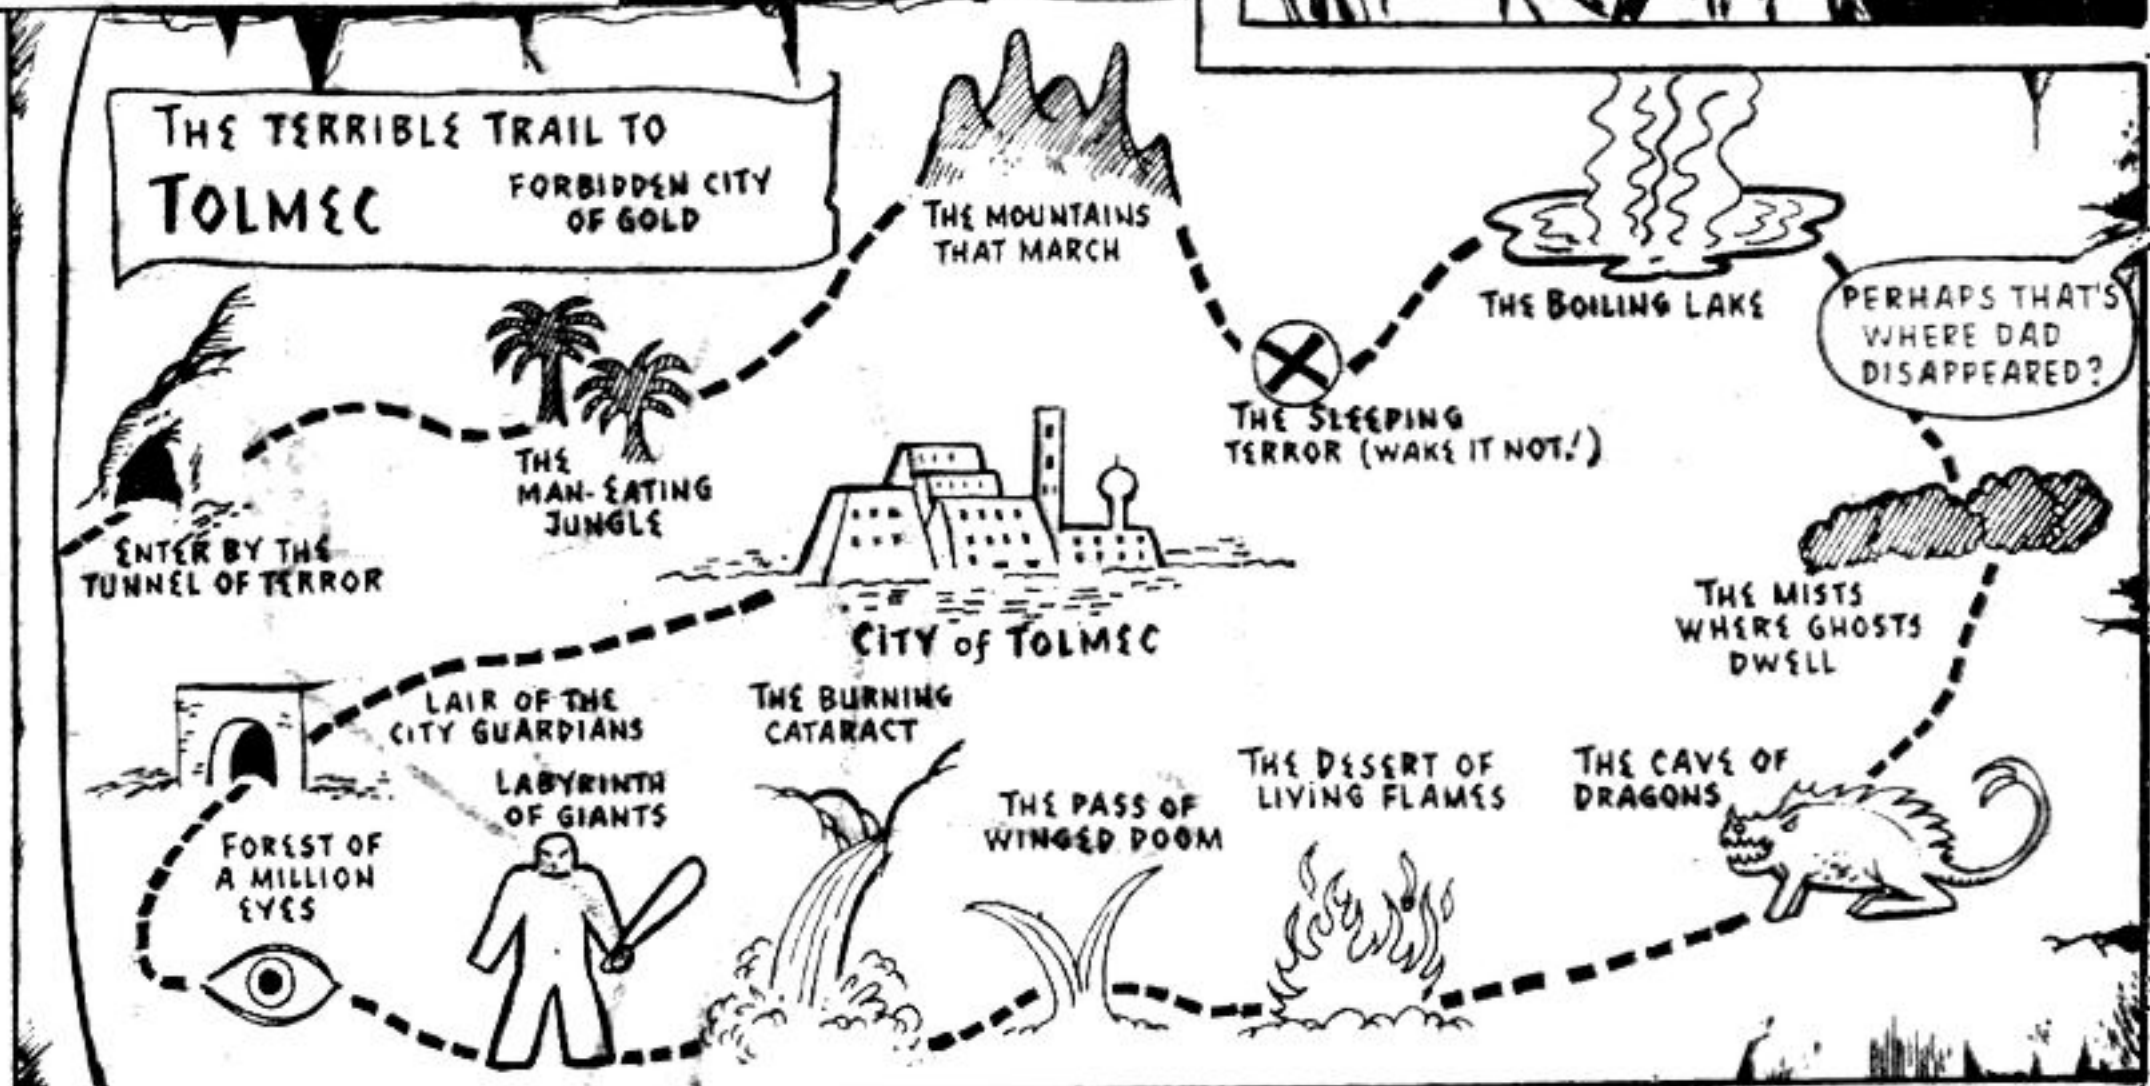 THE TERRIBLE TRAIL TO
TOLMEC
FORBIDDEN CITY
OF GOLD
ENTER BY THE
TUNNEL OF TERROR
THE
MAN-EATING
JUNGLE
THE MOUNTAINS
THAT MARCH
THE SLEEPING
TERROR (WAKE IT NOT!)
THE BOILING LAKE
PERHAPS THAT'S
WHERE DAD
DISAPPEARED?
THE MISTS
WHERE GHOSTS
DWELL
THE CAVE OF
DRAGONS
THE DESERT OF
LIVING FLAMES
THE PASS OF
WINGED DOOM
THE BURNING
CATARACT
LABYRINTH
OF GIANTS
FOREST OF
A MILLION
EYES
LAIR OF THE
CITY GUARDIANS
CITY of TOLMEC